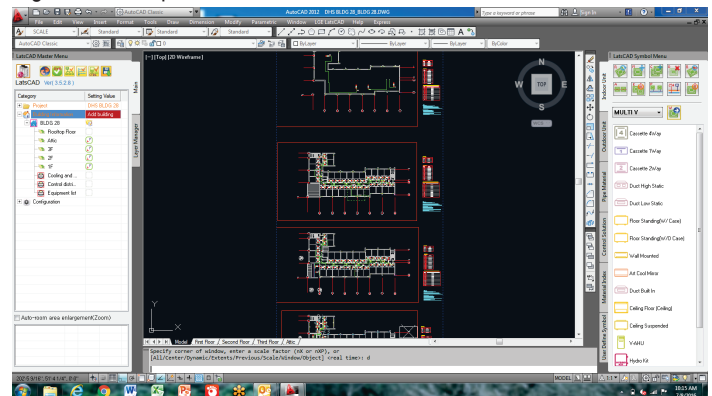 AutoCAD Classic
AutoCAD 2012 DHS BLDG 28_BLDG 28.DWG
Type a keyword or phrase
Sign In
File Edit View Insert Format Tools Draw Dimension Modify Parametric Window LGE LatsCAD Help Express
SCALE
Standard
Standard
Standard
AutoCAD Classic
0
ByLayer
ByLayer
ByLayer
ByColor
LatsCAD Master Menu
LatsCAD
Category
Setting Value
Project
DHS BLDG 28
Add building
BLDG 28
Rooftop Floor
Attic
3F
2F
1F
Cooling and ...
Control distri...
Equipment list
Configuration
Auto-room area enlargement(Zoom)
Main
Layer Manager
[-][Top][2D Wireframe]
N
W
TOP
E
S
WCS
Y
X
Model
First Floor
Second Floor
Third Floor
Attic
Specify corner of window, enter a scale factor (nX or nXP), or
[All/Center/Dynamic/Extents/Previous/Scale/Window/Object] <real time>: d
LatsCAD Symbol Menu
Indoor Unit
Outdoor Unit
Pipe Material
Control Solution
Material Index
User Define Symbol
MULTI V
Cassette 4Way
Cassette 1Way
Cassette 2Way
Duct High Static
Duct Low Static
Floor Standing(W/ Case)
Floor Standing(W/O Case)
Wall Mounted
Art Cool Mirror
Duct Built In
Ceiling Floor (Ceiling)
Ceiling Suspended
V-AHU
Hydro Kit
MODEL
10:15 AM
7/8/2016